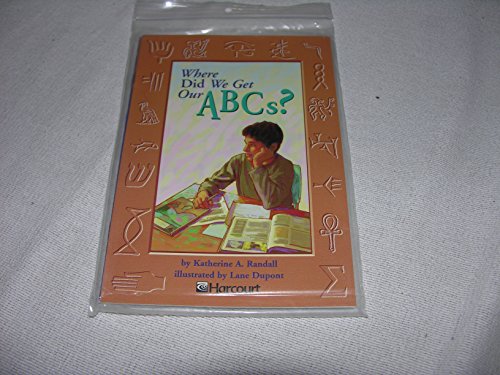 Where
Did We Get
Our ABCs?
by Katherine A. Randall
illustrated by Lane Dupont
Harcourt